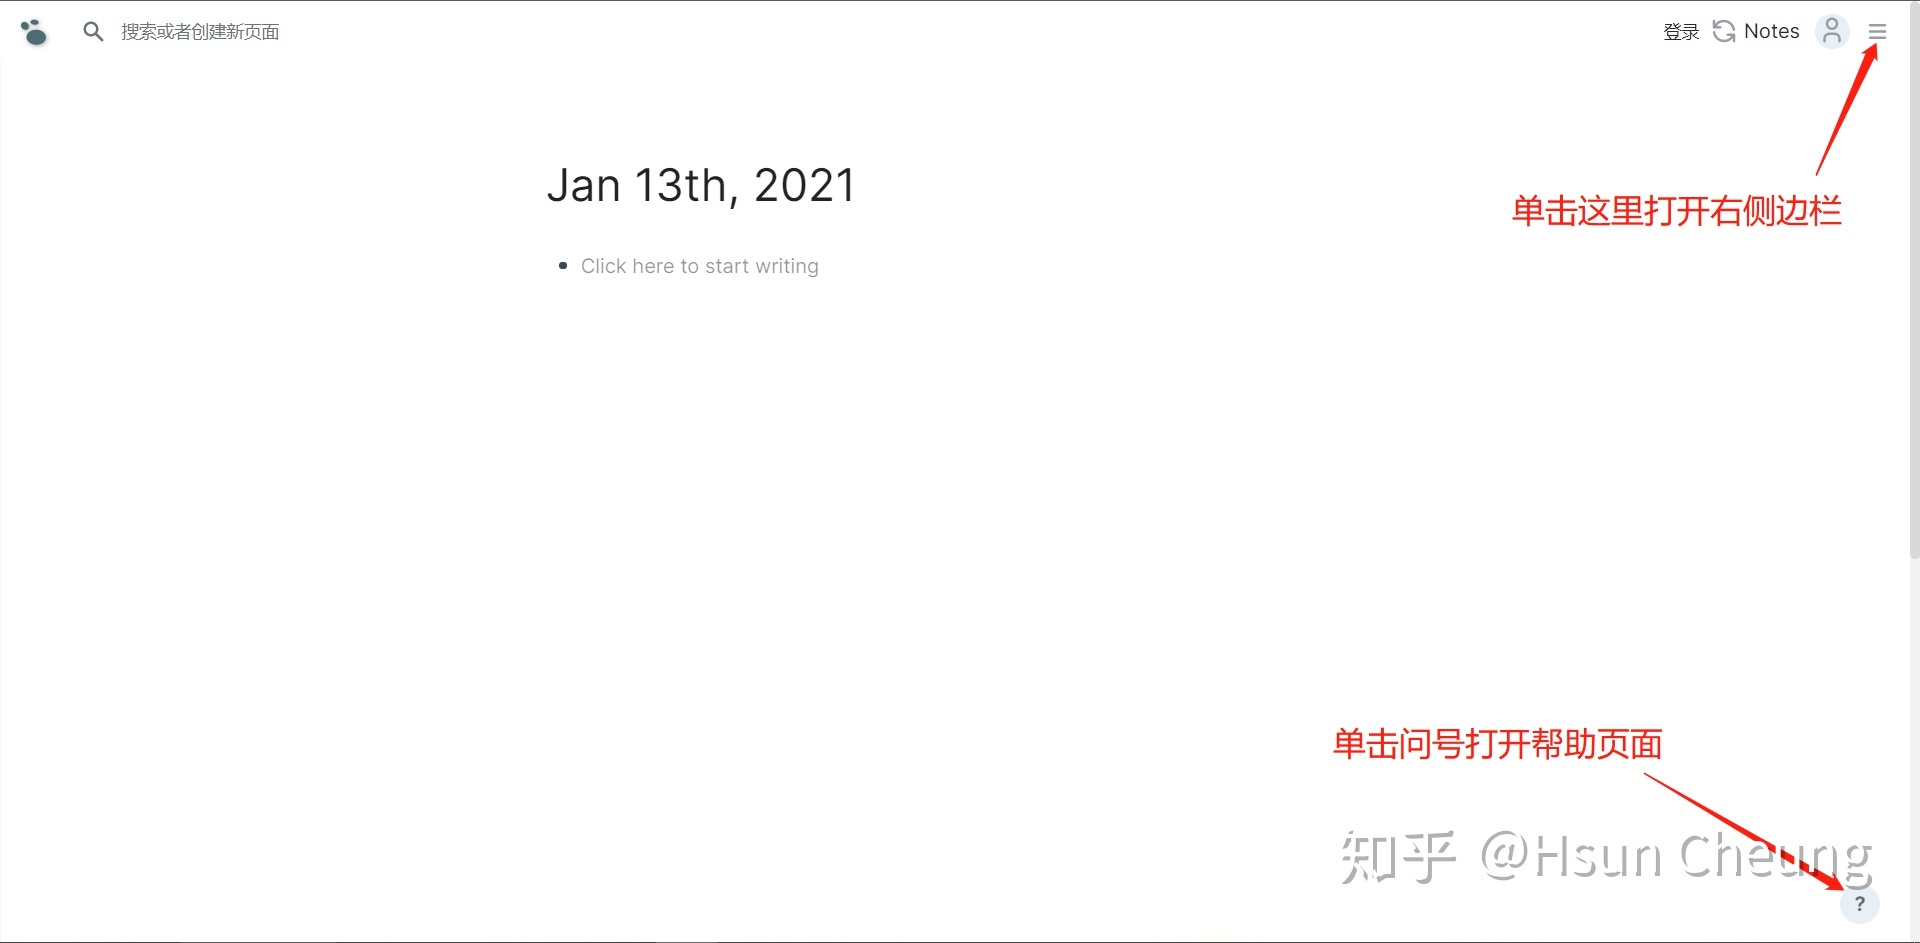 搜索或者创建新页面
登录 Notes
Jan 13th, 2021
单击这里打开右侧边栏
Click here to start writing
单击问号打开帮助页面
知乎 @Hsun Cheung
?